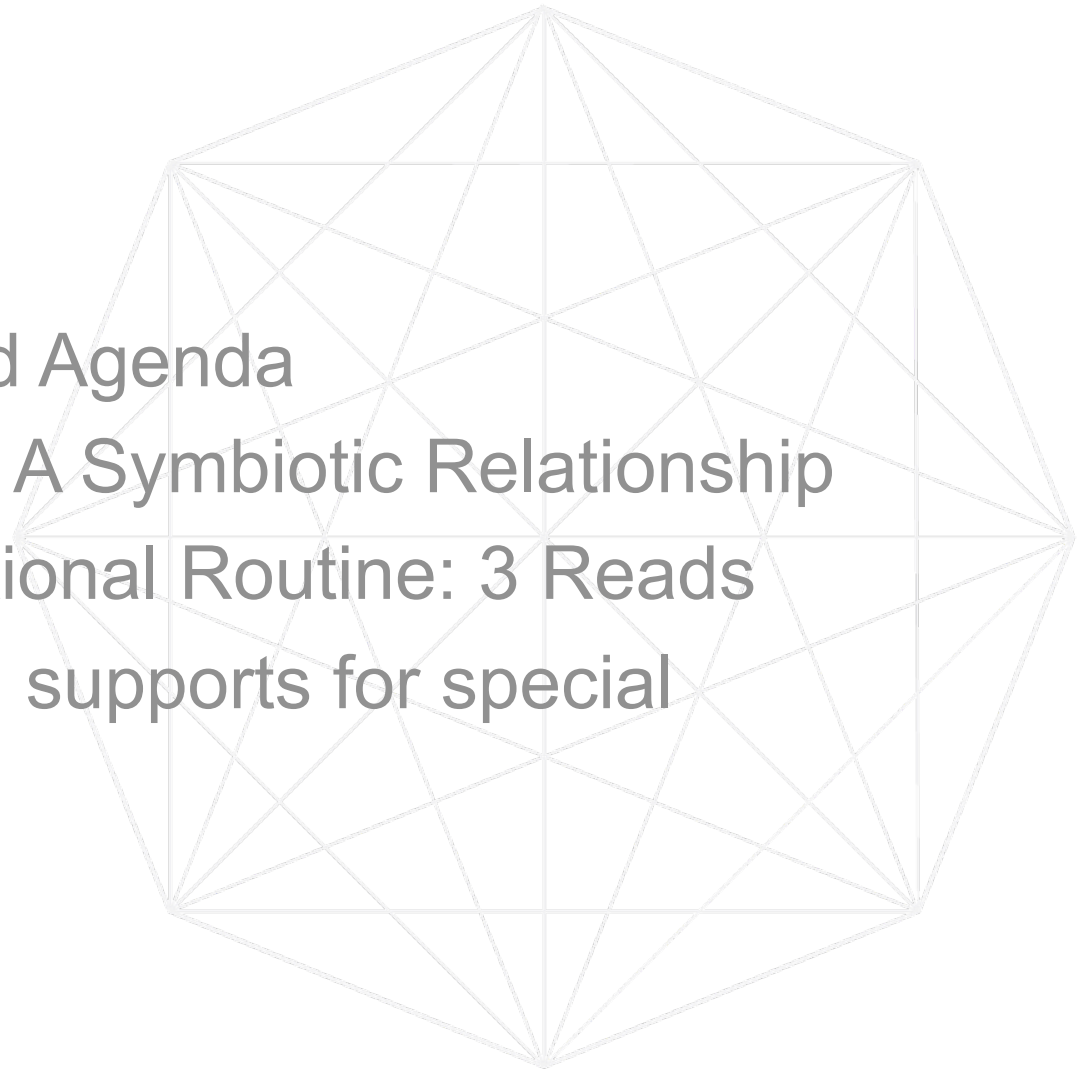 d Agenda
A Symbiotic Relationship
ional Routine: 3 Reads
supports for special